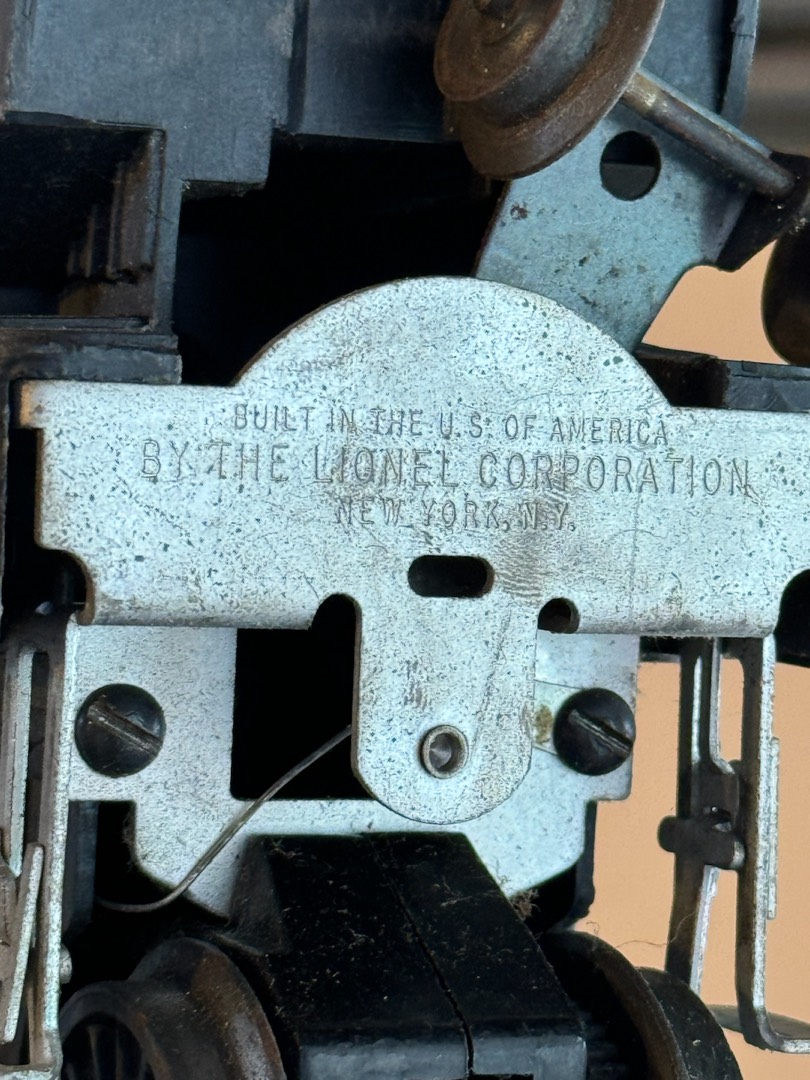 BUILT IN THE U.S. OF AMERICA
BY THE LIONEL CORPORATION
NEW YORK, N.Y.